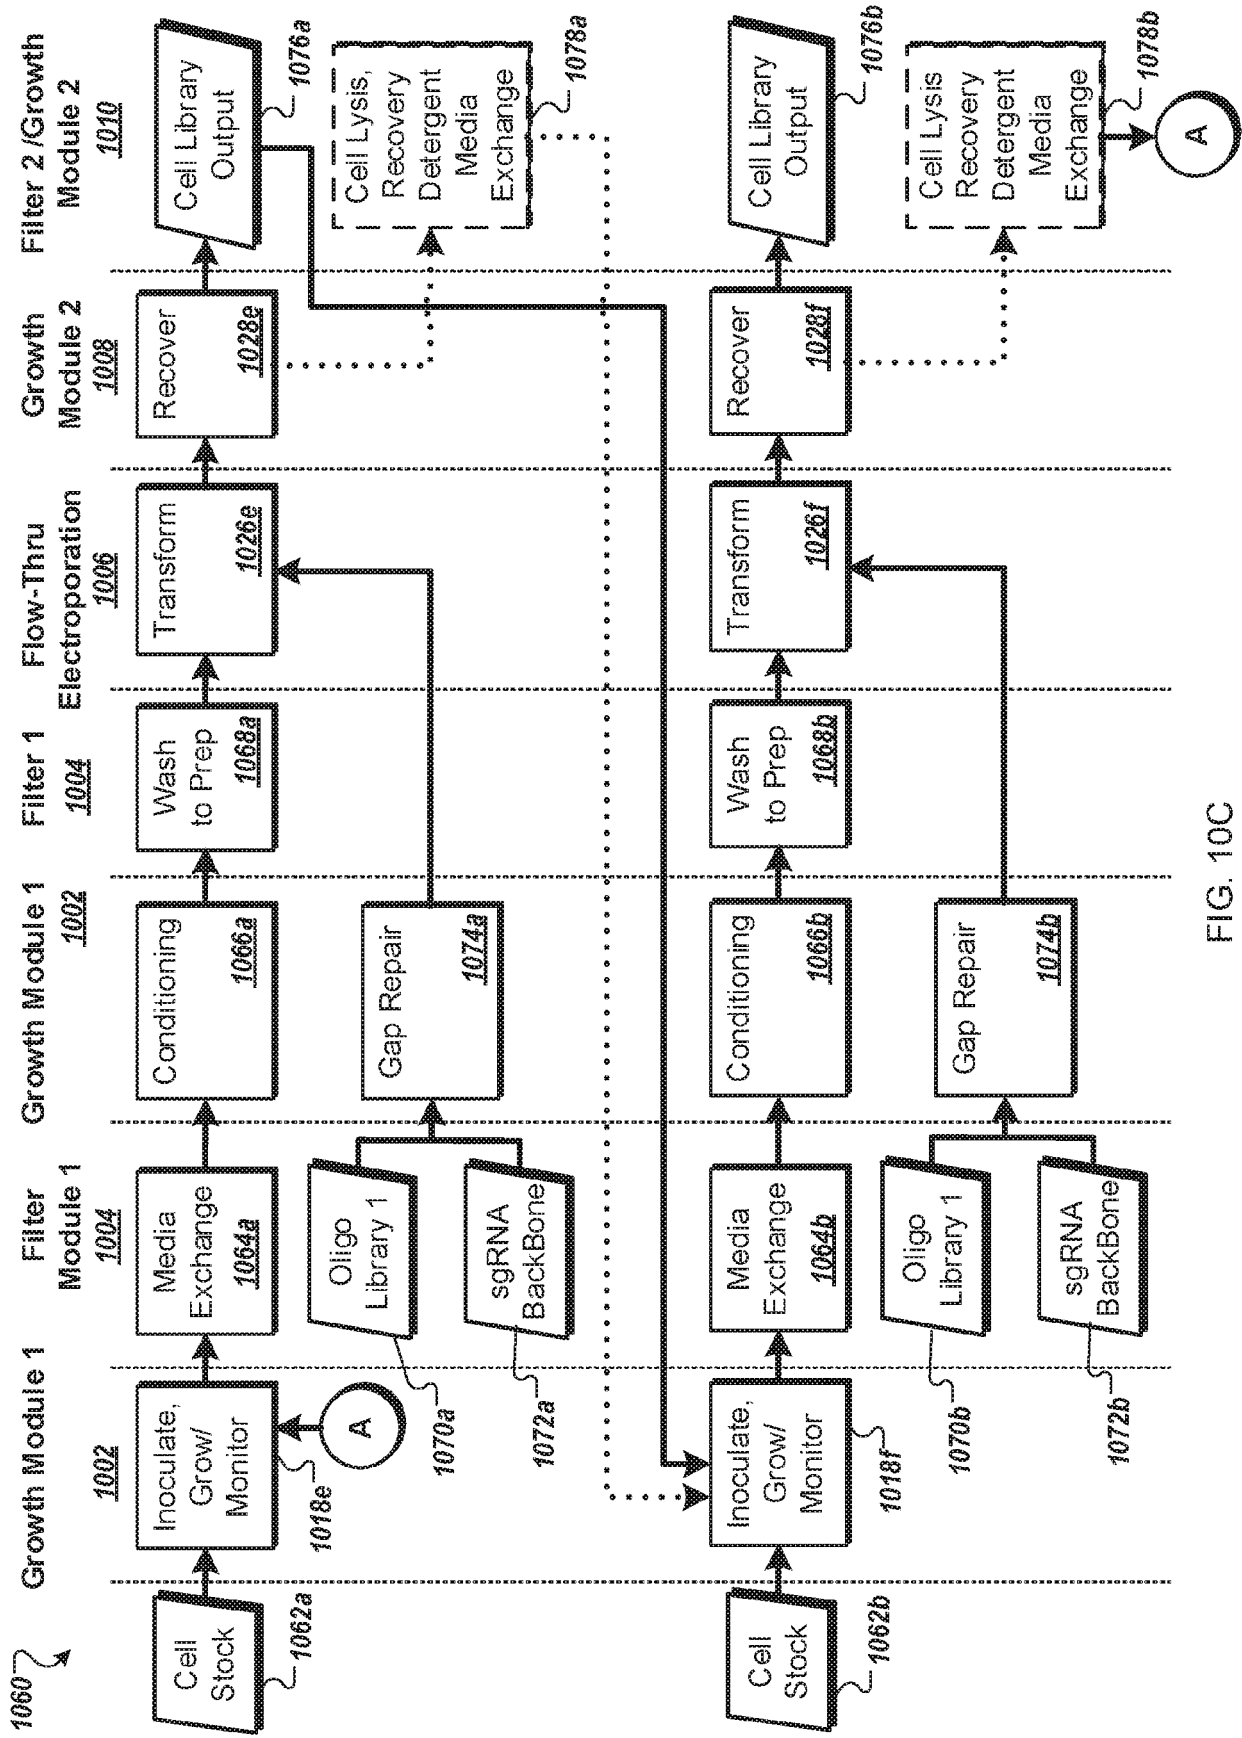 1060
Growth Module 1
1002
Filter
Module 1
1004
Growth Module 1
1002
Filter 1
1004
Flow-Thru
Electroporation
1006
Growth
Module 2
1008
Filter 2 /Growth
Module 2
1010
Cell
Stock
1062a
Inoculate,
Grow/
Monitor
1018e
A
Media
Exchange
1064a
Conditioning
1066a
Wash
to Prep
1068a
Transform
1026e
Recover
1028e
Cell Library
Output
1076a
Oligo
Library 1
1070a
sgRNA
BackBone
1072a
Gap Repair
1074a
Cell Lysis,
Recovery
Detergent
Media
Exchange
1078a
Cell
Stock
1062b
Inoculate,
Grow/
Monitor
1018f
Media
Exchange
1064b
Conditioning
1066b
Wash
to Prep
1068b
Transform
1026f
Recover
1028f
Cell Library
Output
1076b
Oligo
Library 1
1070b
sgRNA
BackBone
1072b
Gap Repair
1074b
Cell Lysis
Recovery
Detergent
Media
Exchange
1078b
A
FIG. 10C